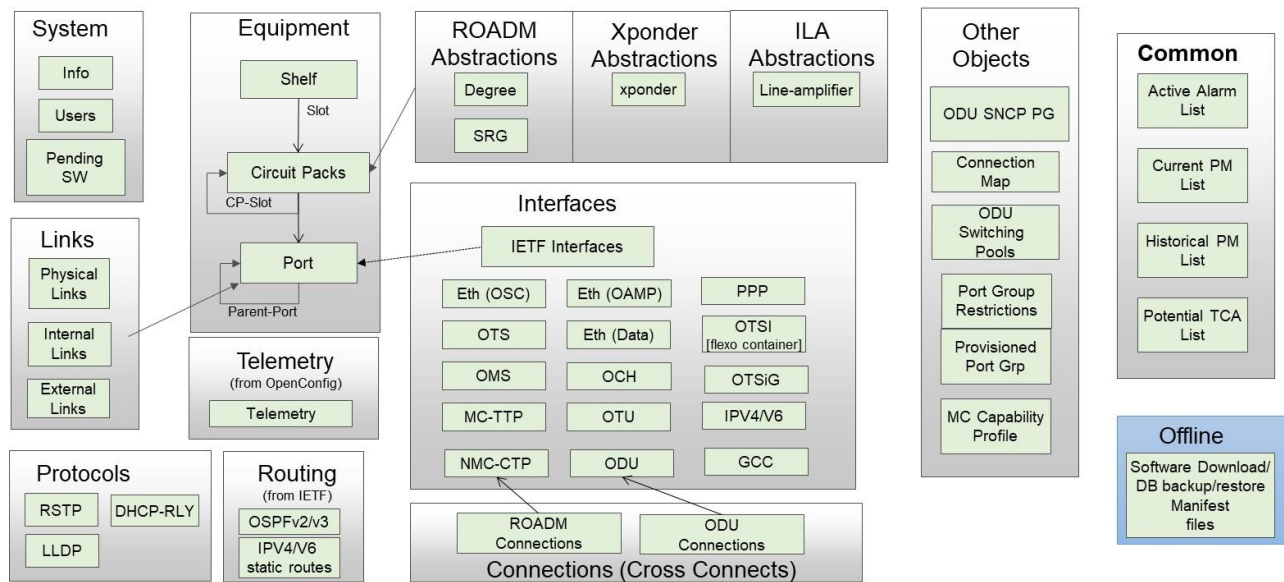 System
Info
Users
Pending
SW
Equipment
Shelf
Slot
Circuit Packs
CP-Slot
Port
Parent-Port
ROADM
Abstractions
Degree
SRG
Xponder
Abstractions
xponder
ILA
Abstractions
Line-amplifier
Other
Objects
ODU SNCP PG
Connection
Map
ODU
Switching
Pools
Port Group
Restrictions
Provisioned
Port Grp
MC Capability
Profile
Common
Active Alarm
List
Current PM
List
Historical PM
List
Potential TCA
List
Links
Physical
Links
Internal
Links
External
Links
Telemetry
(from OpenConfig)
Telemetry
Interfaces
IETF Interfaces
Eth (OSC)
Eth (OAMP)
PPP
OTS
Eth (Data)
OTSI
[flexo container]
OMS
OCH
OTSiG
MC-TTP
OTU
IPV4/V6
NMC-CTP
ODU
GCC
Protocols
RSTP
DHCP-RLY
LLDP
Routing
(from IETF)
OSPFv2/v3
IPV4/V6
static routes
ROADM
Connections
ODU
Connections
Connections (Cross Connects)
Offline
Software Download/
DB backup/restore
Manifest
files